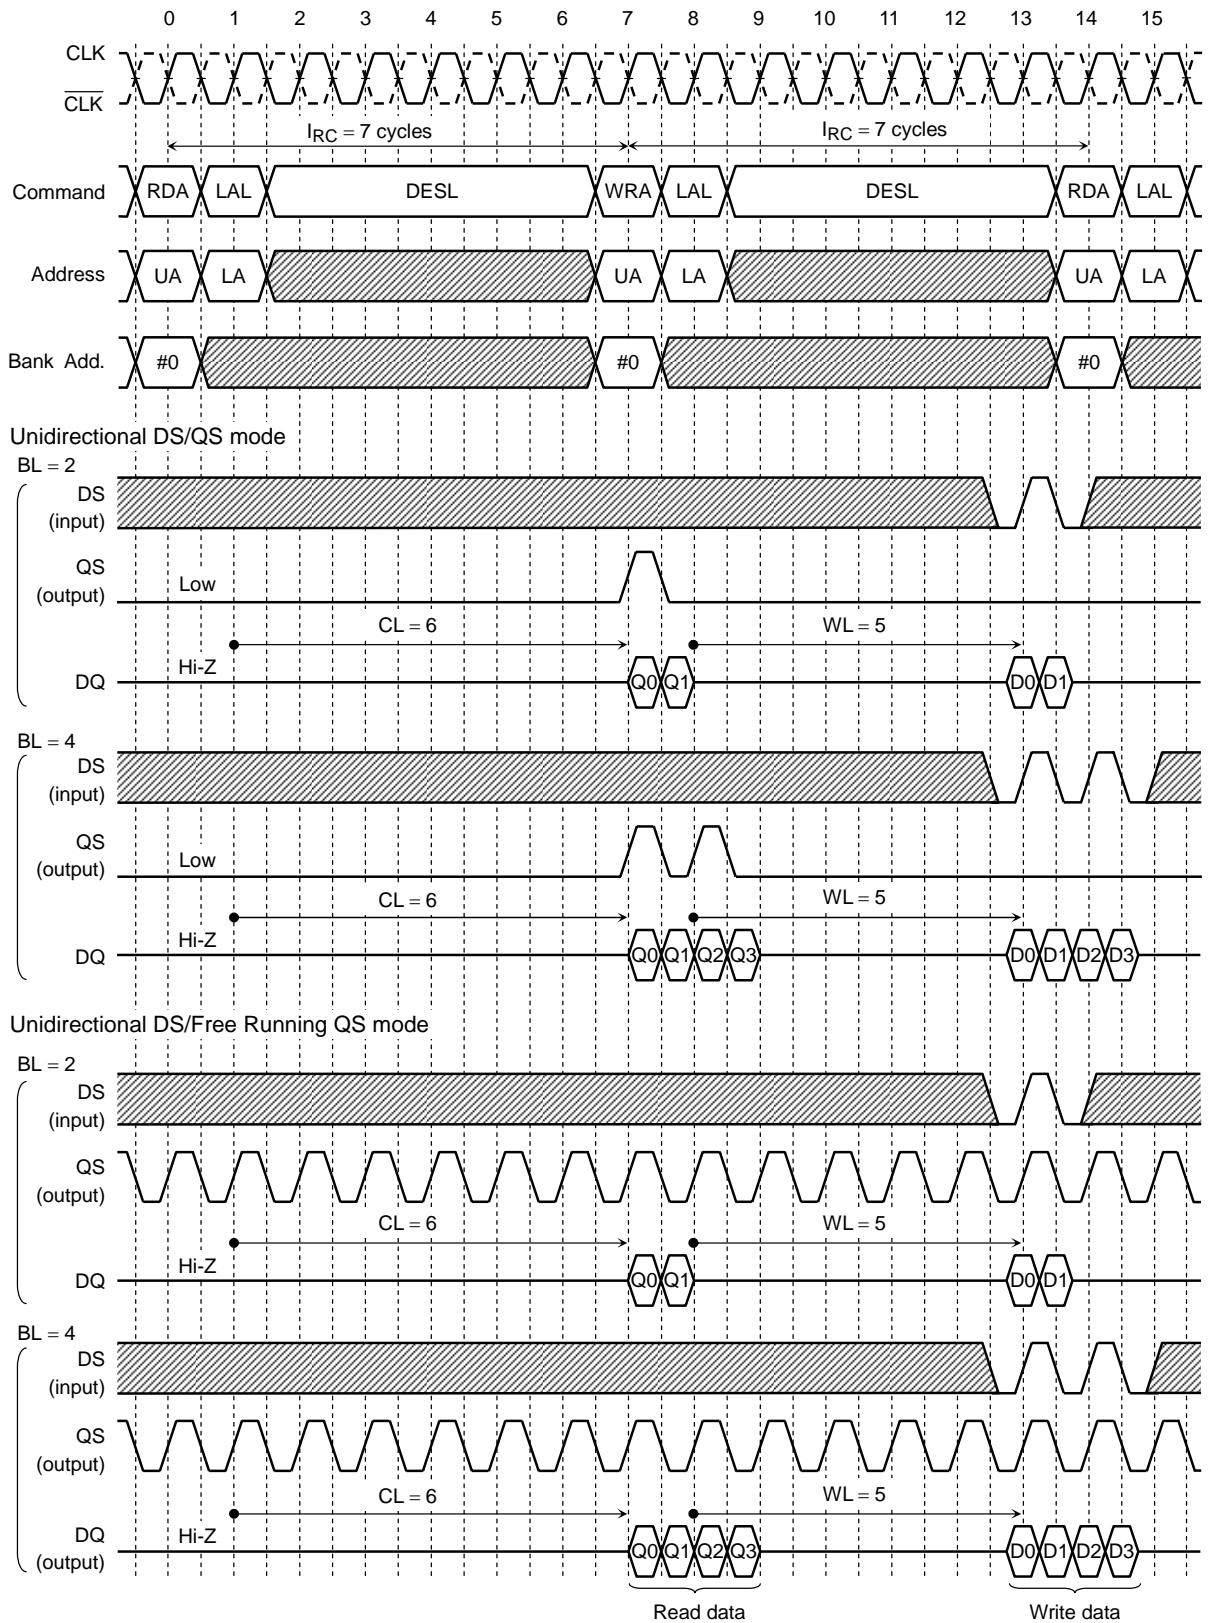 0 1 2 3 4 5 6 7 8 9 10 11 12 13 14 15
CLK
CLK
IRC = 7 cycles IRC = 7 cycles
Command RDA LAL DESL WRA LAL DESL RDA LAL
Address UA LA UA LA UA LA
Bank Add. #0 #0 #0
Unidirectional DS/QS mode
BL = 2
DS
(input)
QS
(output) Low
CL = 6 WL = 5
Hi-Z
DQ Q0 Q1 D0 D1
BL = 4
DS
(input)
QS
(output) Low
CL = 6 WL = 5
Hi-Z
DQ Q0 Q1 Q2 Q3 D0 D1 D2 D3
Unidirectional DS/Free Running QS mode
BL = 2
DS
(input)
QS
(output)
CL = 6 WL = 5
Hi-Z
DQ Q0 Q1 D0 D1
BL = 4
DS
(input)
QS
(output)
CL = 6 WL = 5
DQ Hi-Z
(output) Q0 Q1 Q2 Q3 D0 D1 D2 D3
Read data Write data